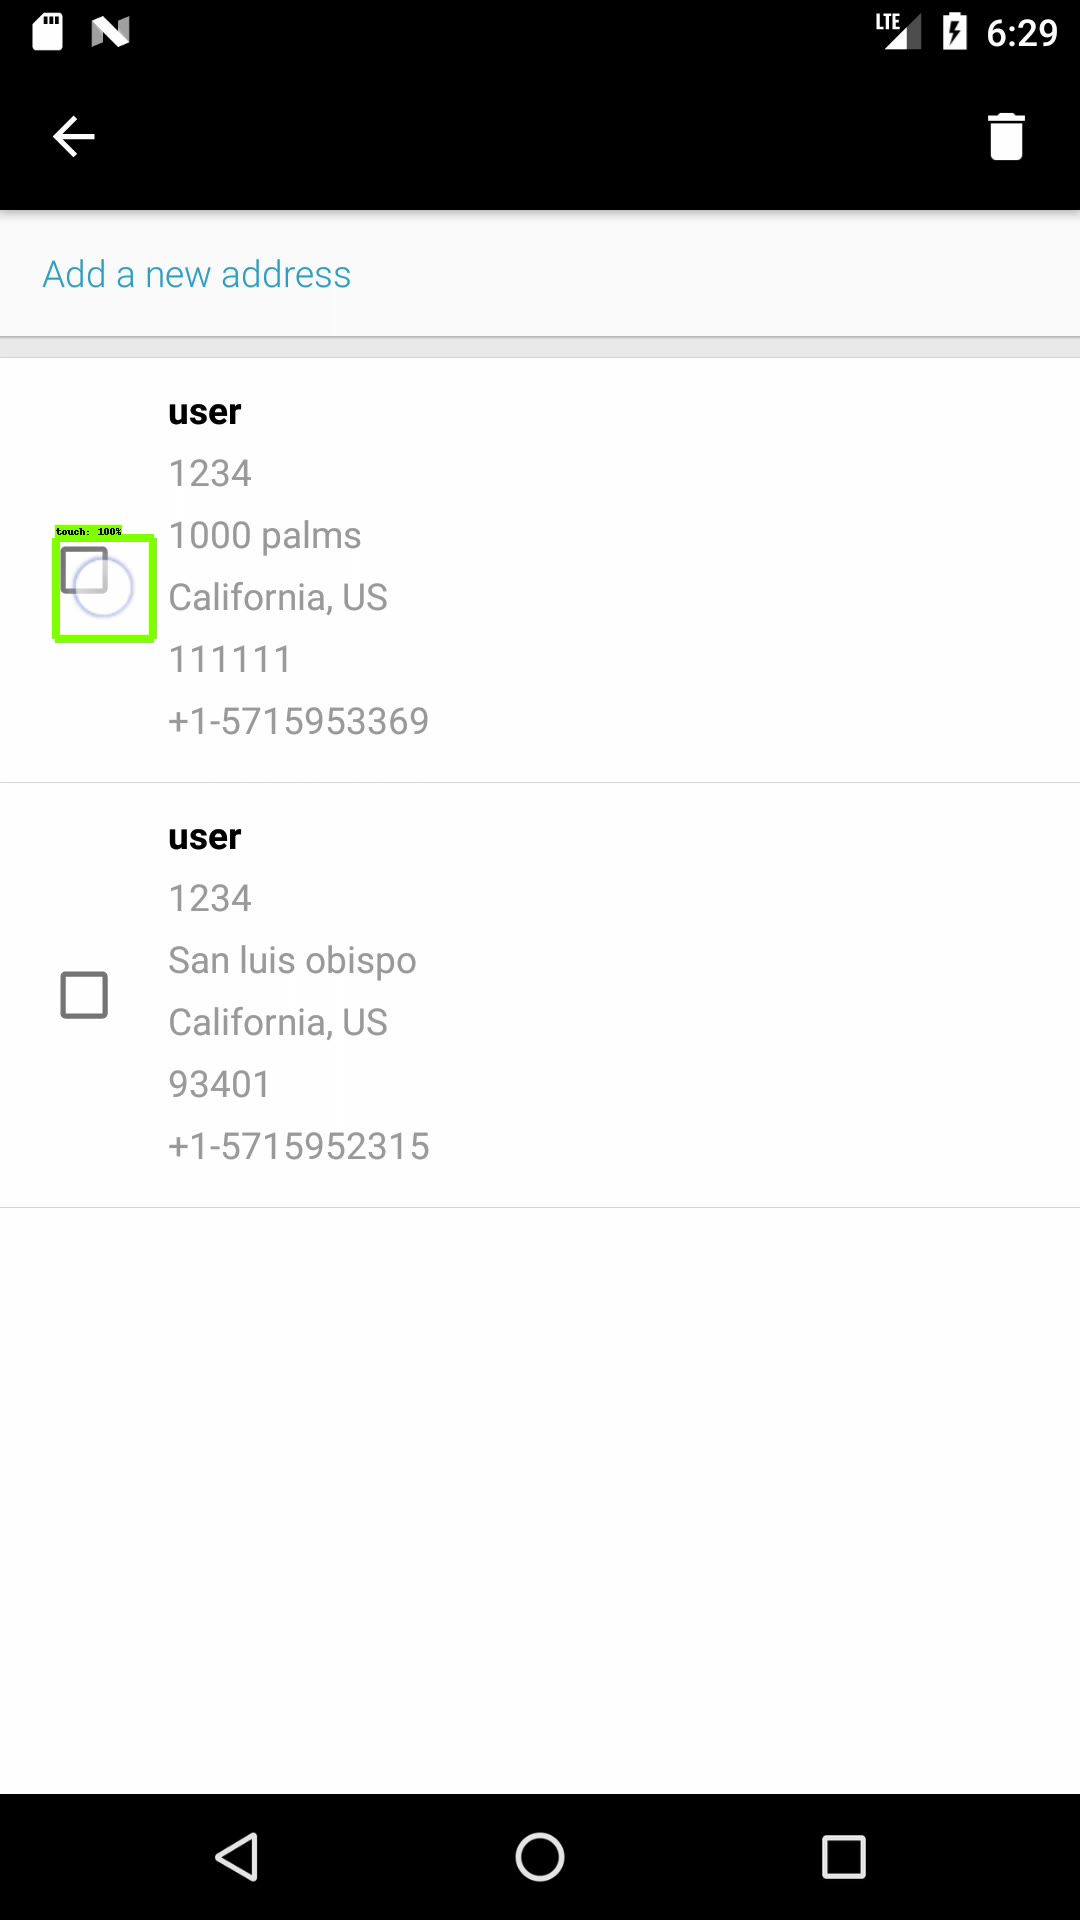 LTE 6:29
Add a new address
user
1234
touch: 100%
1000 palms
California, US
111111
+1-5715953369
user
1234
San luis obispo
California, US
93401
+1-5715952315